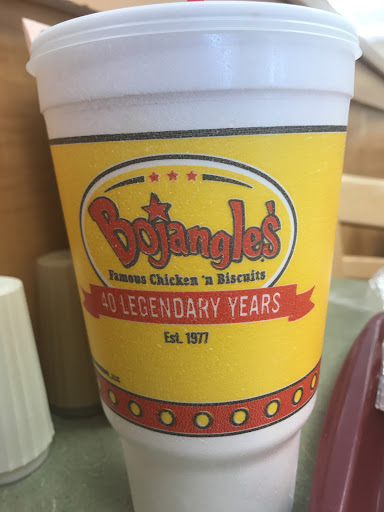 Bojangles'
Famous Chicken 'n Biscuits
40 LEGENDARY YEARS
Est. 1977